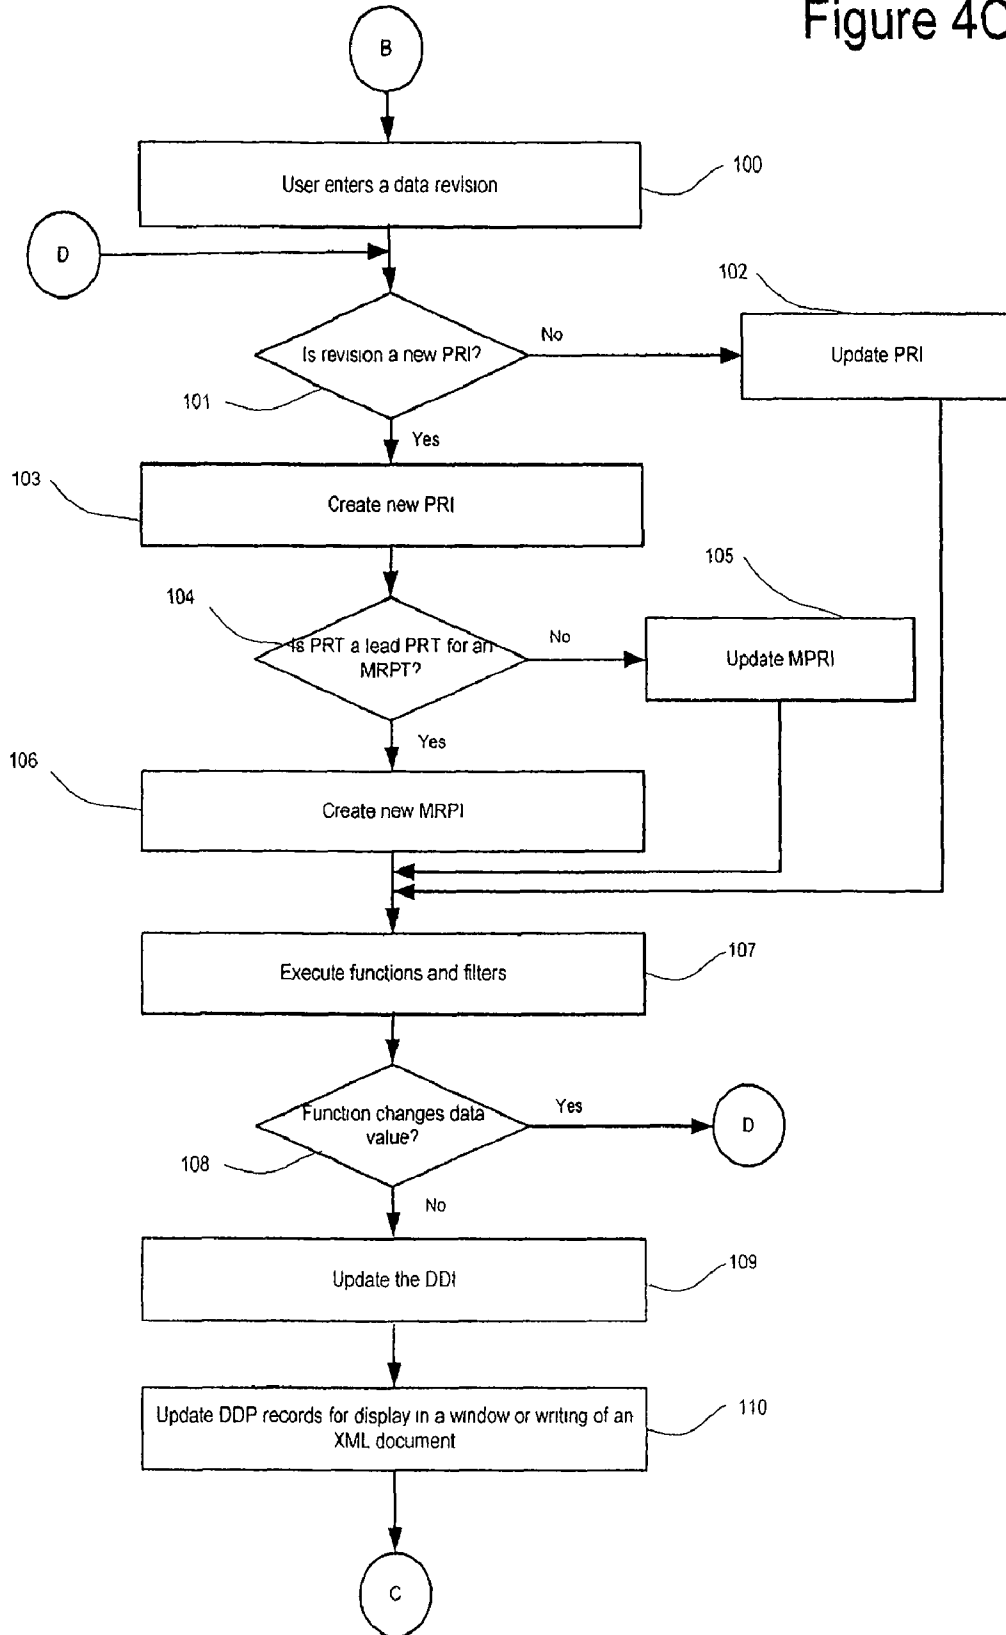 Figure 4C
B
User enters a data revision
100
D
102
Is revision a new PRI?
No
Update PRI
101
Yes
103
Create new PRI
105
104
Is PRT a lead PRT for an
MRPT?
No
Update MPRI
Yes
106
Create new MRPI
Execute functions and filters
107
Function changes data
value?
Yes
D
108
No
Update the DDI
109
Update DDP records for display in a window or writing of an
XML document
110
C